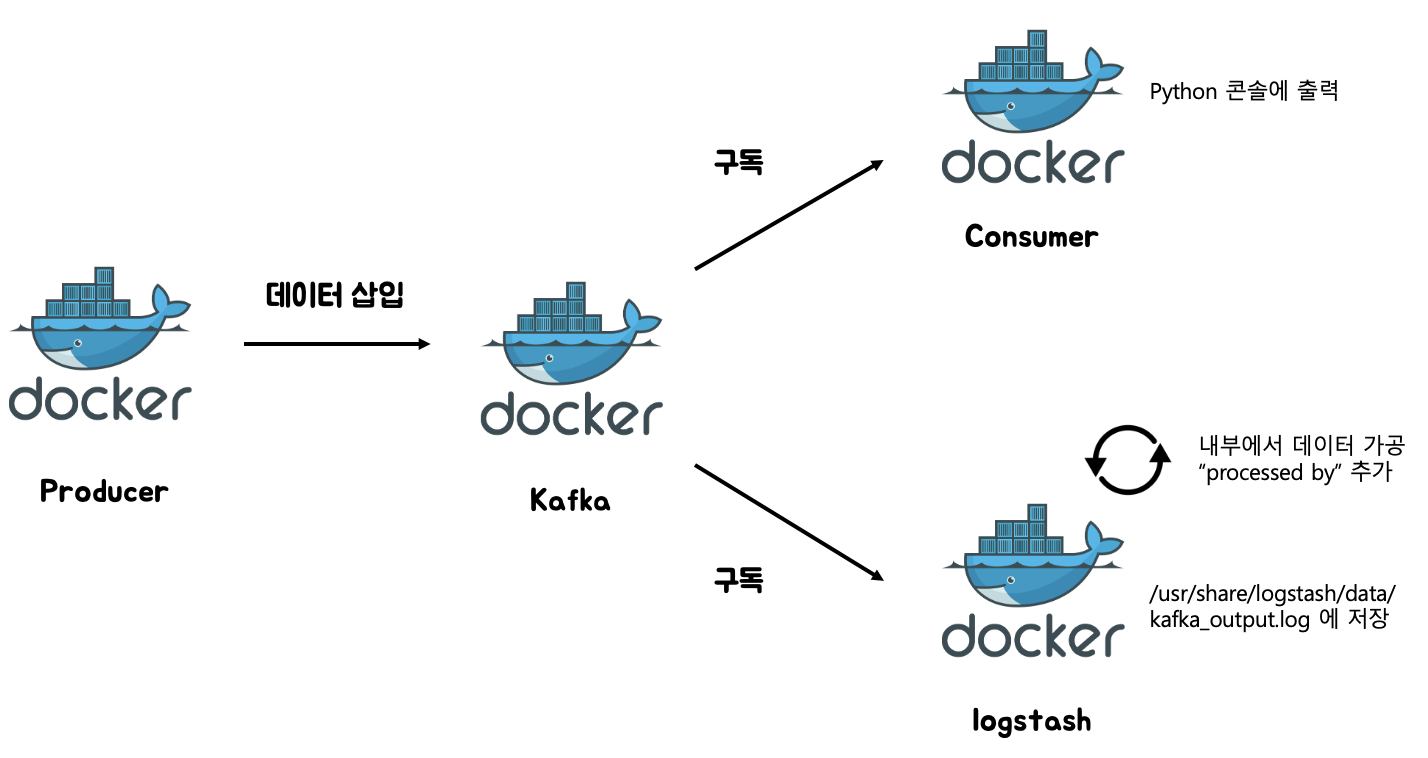 docker
Producer
데이터 삽입
docker
Kafka
구독
docker
Consumer
Python 콘솔에 출력
구독
docker
logstash
내부에서 데이터 가공
“processed by” 추가
/usr/share/logstash/data/
kafka_output.log 에 저장